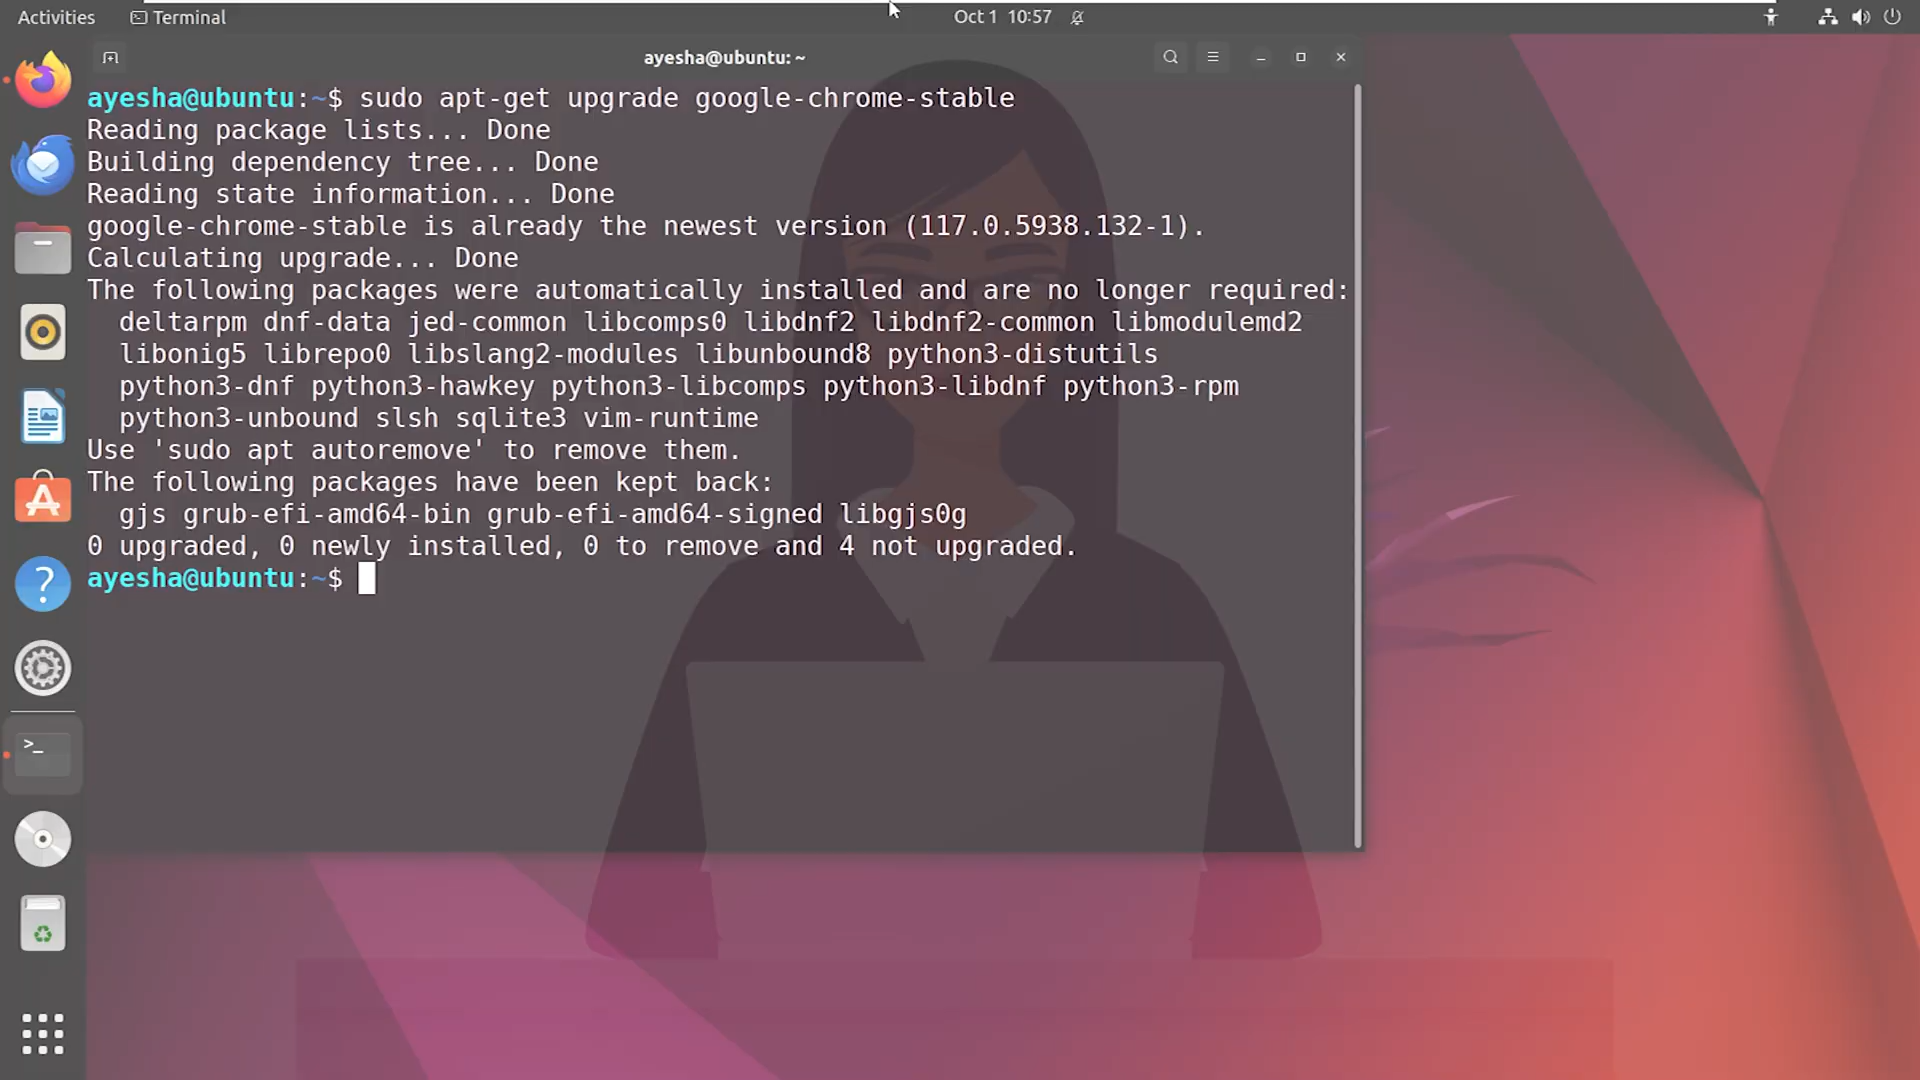 Activities
Terminal
Oct 1 10:57
ayesha@ubuntu: ~
ayesha@ubuntu:~$ sudo apt-get upgrade google-chrome-stable
Reading package lists... Done
Building dependency tree... Done
Reading state information... Done
google-chrome-stable is already the newest version (117.0.5938.132-1).
Calculating upgrade... Done
The following packages were automatically installed and are no longer required:
deltarpm dnf-data jed-common libcomps0 libdnf2 libdnf2-common libmodulemd2
libonig5 librepo0 libslang2-modules libunbound8 python3-distutils
python3-dnf python3-hawkey python3-libcomps python3-libdnf python3-rpm
python3-unbound slsh sqlite3 vim-runtime
Use 'sudo apt autoremove' to remove them.
The following packages have been kept back:
gjs grub-efi-amd64-bin grub-efi-amd64-signed libgjs0g
0 upgraded, 0 newly installed, 0 to remove and 4 not upgraded.
ayesha@ubuntu:~$